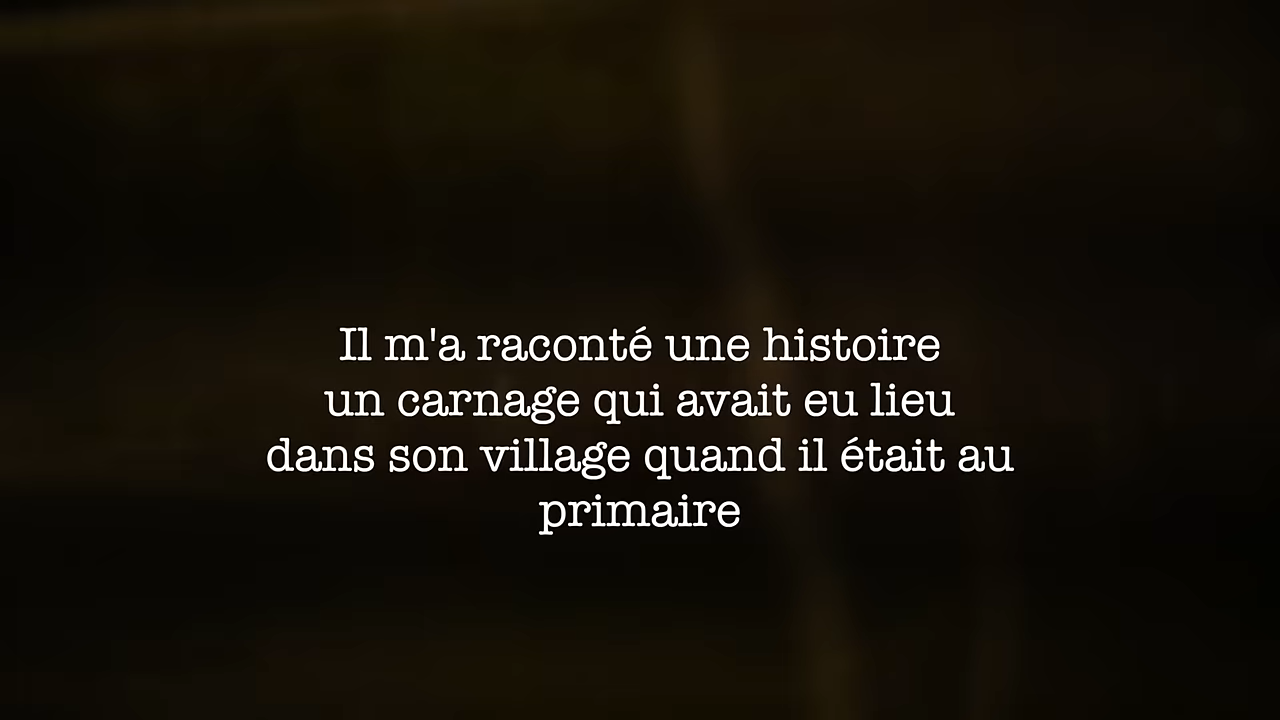 Il m'a raconté une histoire
un carnage qui avait eu lieu
dans son village quand il était au
primaire